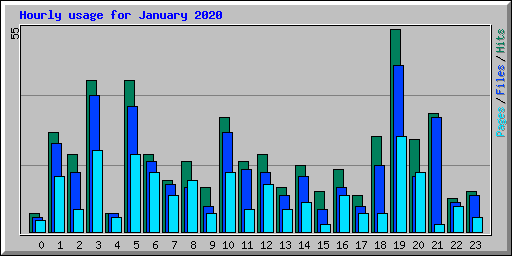 Hourly usage for January 2020
55
Pages / Files / Hits
0 1 2 3 4 5 6 7 8 9 10 11 12 13 14 15 16 17 18 19 20 21 22 23